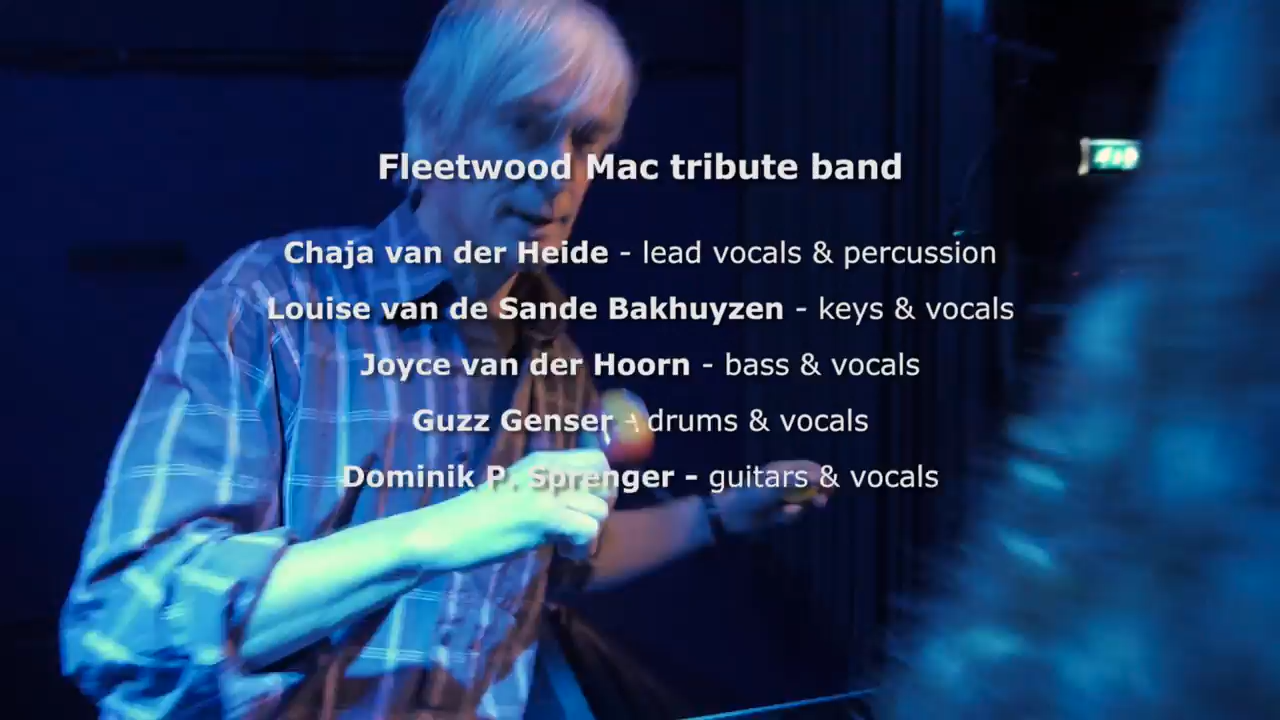 Fleetwood Mac tribute band
Chaja van der Heide - lead vocals & percussion
Louise van de Sande Bakhuyzen - keys & vocals
Joyce van der Hoorn - bass & vocals
Guzz Genser - drums & vocals
Dominik P. Sprenger - guitars & vocals